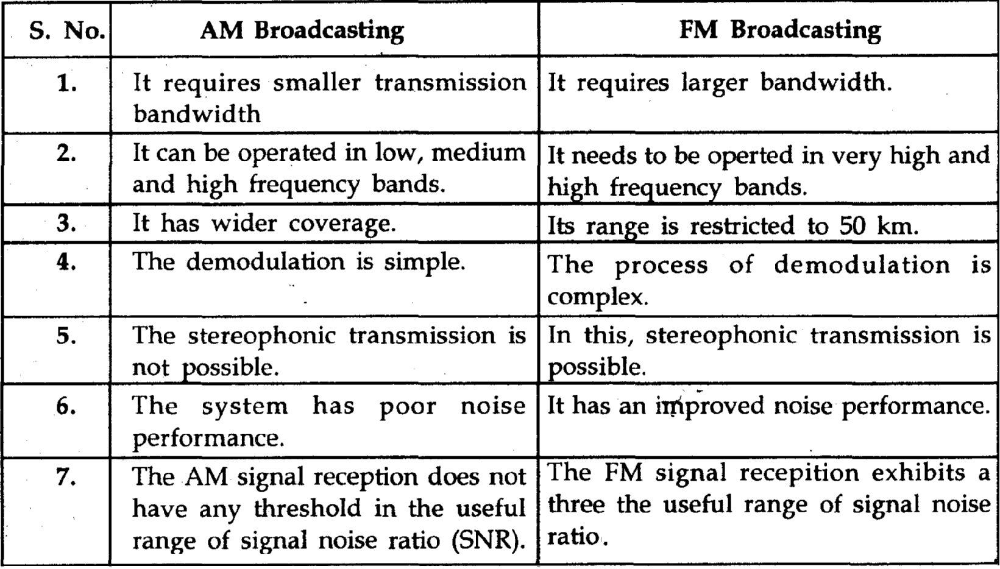 S. No. AM Broadcasting FM Broadcasting
1. It requires smaller transmission It requires larger bandwidth.
bandwidth
2. It can be operated in low, medium It needs to be operted in very high and
and high frequency bands. high frequency bands.
3. It has wider coverage. Its range is restricted to 50 km.
4. The demodulation is simple. The process of demodulation is
complex.
5. The stereophonic transmission is In this, stereophonic transmission is
not possible. possible.
6. The system has poor noise It has an improved noise performance.
performance.
7. The AM signal reception does not The FM signal recepition exhibits a
have any threshold in the useful three the useful range of signal noise
range of signal noise ratio (SNR). ratio.